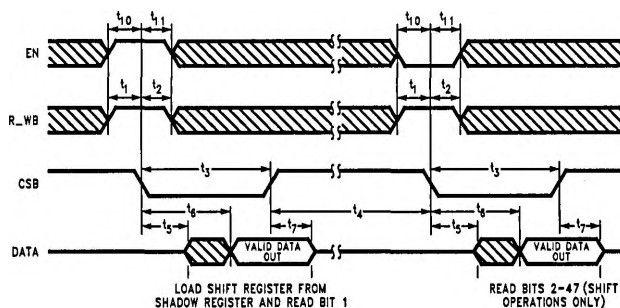 t10 t11 t10 t11
EN
t1 t2 t1 t2
R_WB
t3 t3
CSB
t6 t4 t6
t5 t7 t5 t7
DATA VALID DATA OUT VALID DATA OUT
LOAD SHIFT REGISTER FROM
SHADOW REGISTER AND READ BIT 1
READ BITS 2-47 (SHIFT
OPERATIONS ONLY)